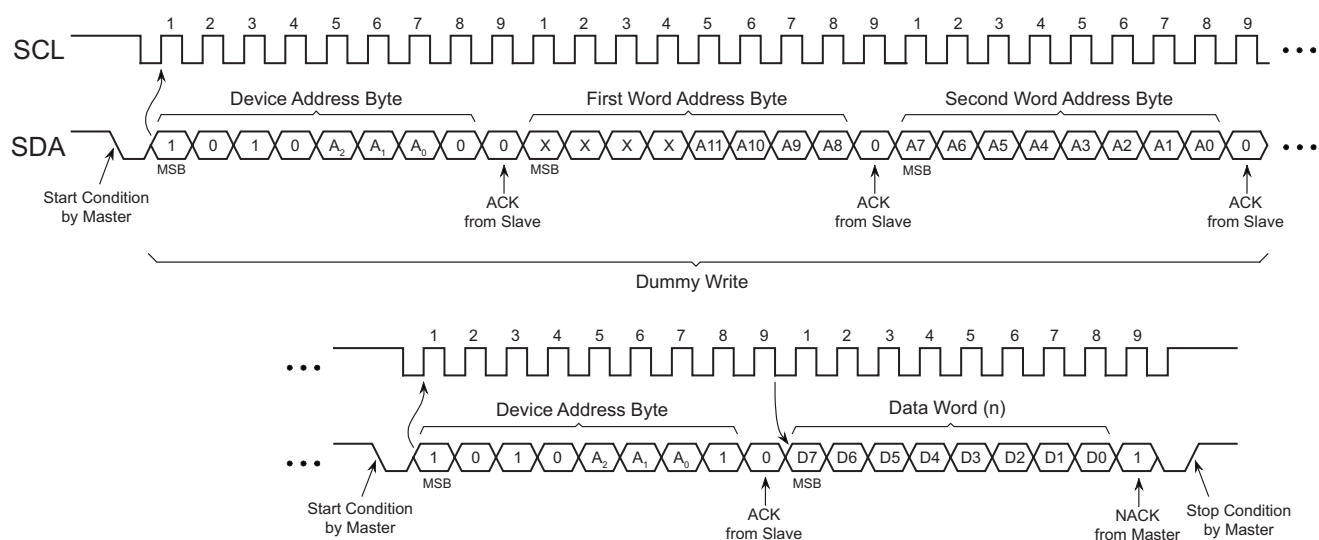 1 2 3 4 5 6 7 8 9 1 2 3 4 5 6 7 8 9 1 2 3 4 5 6 7 8 9
SCL
Device Address Byte First Word Address Byte Second Word Address Byte
SDA 1 0 1 0 A2 A1 A0 0 0 X X X X A11 A10 A9 A8 0 A7 A6 A5 A4 A3 A2 A1 A0 0
MSB MSB MSB
Start Condition
by Master
ACK
from Slave
ACK
from Slave
ACK
from Slave
Dummy Write
1 2 3 4 5 6 7 8 9 1 2 3 4 5 6 7 8 9
Device Address Byte Data Word (n)
1 0 1 0 A2 A1 A0 1 0 D7 D6 D5 D4 D3 D2 D1 D0 1
MSB MSB
Start Condition
by Master
ACK
from Slave
NACK
from Master
Stop Condition
by Master